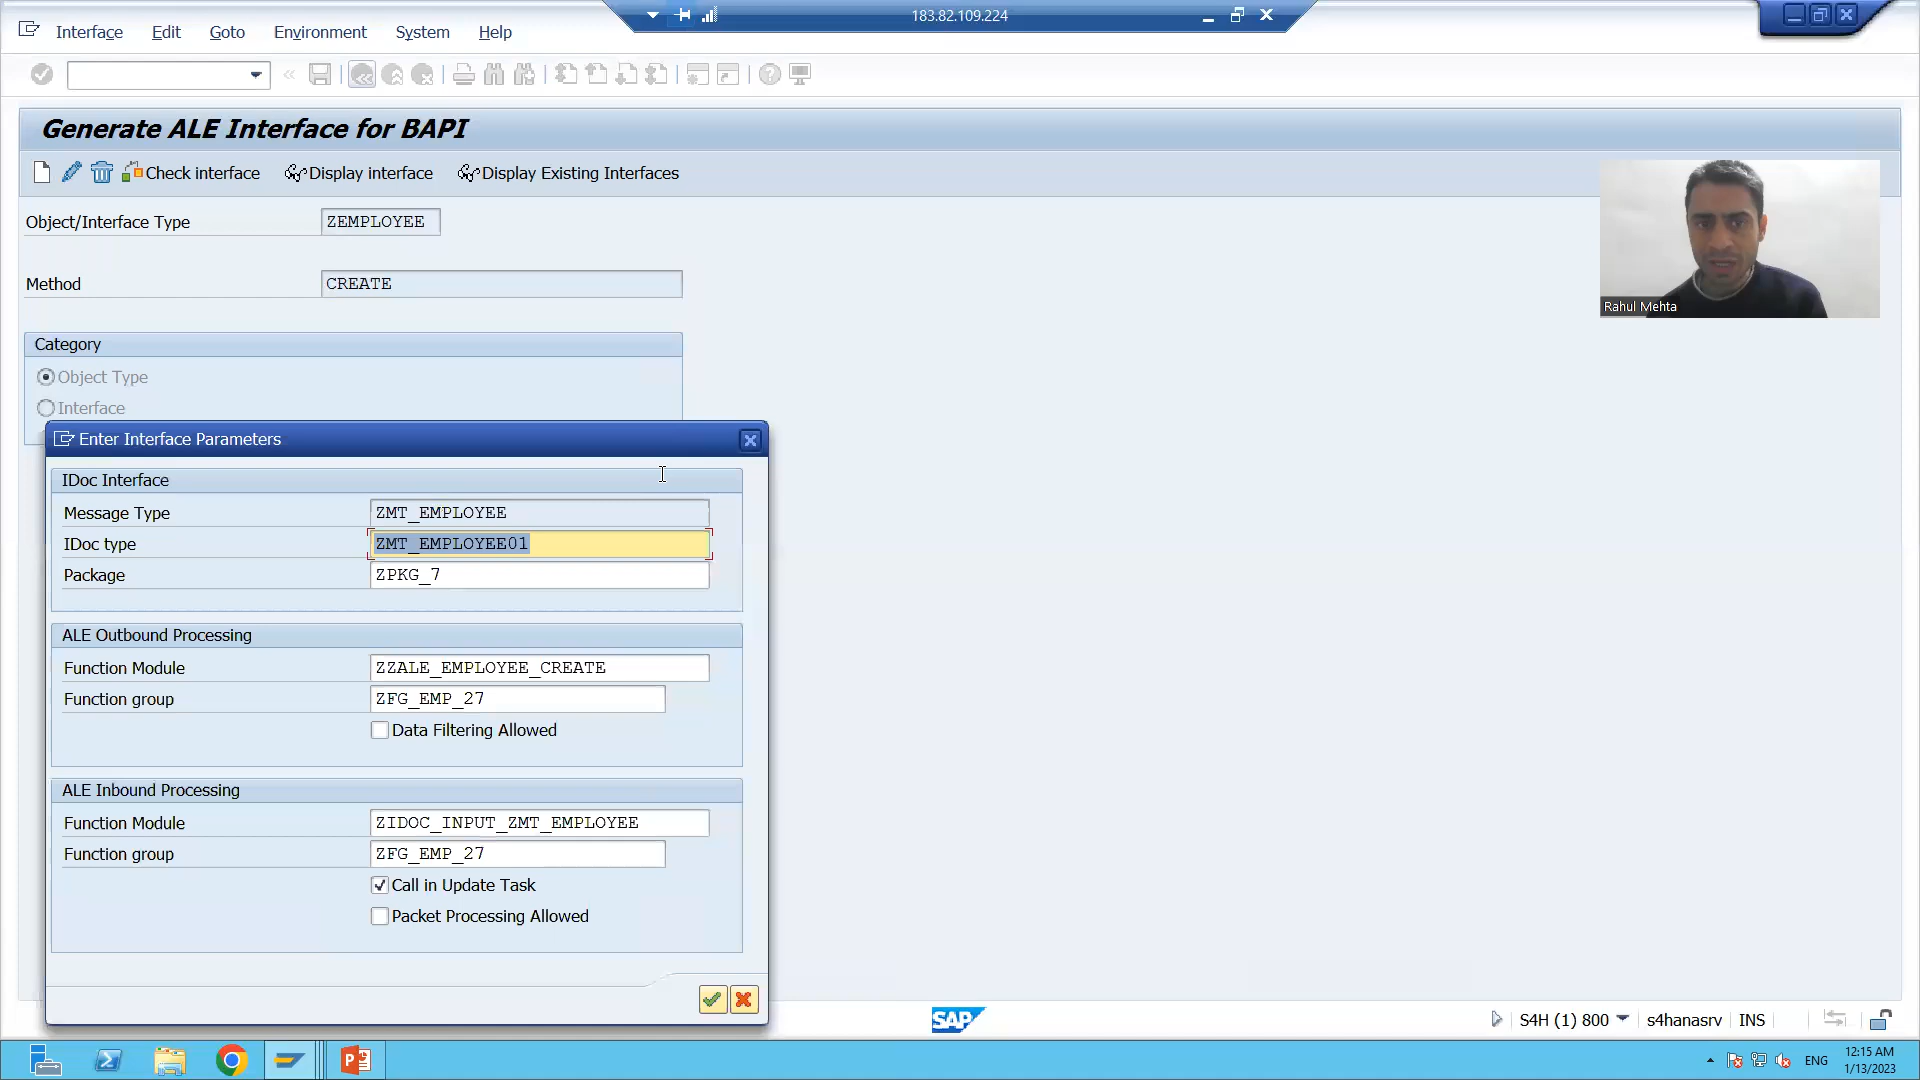 183.82.109.224
Interface Edit Goto Environment System Help
Generate ALE Interface for BAPI
Check interface Display interface Display Existing Interfaces
Object/Interface Type ZEMPLOYEE
Method CREATE
Category
Object Type
Interface
Rahul Mehta
Enter Interface Parameters
IDoc Interface
Message Type ZMT_EMPLOYEE
IDoc type ZMT_EMPLOYEE01
Package ZPKG_7
ALE Outbound Processing
Function Module ZZALE_EMPLOYEE_CREATE
Function group ZFG_EMP_27
Data Filtering Allowed
ALE Inbound Processing
Function Module ZIDOC_INPUT_ZMT_EMPLOYEE
Function group ZFG_EMP_27
Call in Update Task
Packet Processing Allowed
SAP
S4H (1) 800 s4hanasrv INS
ENG
12:15 AM
1/13/2023